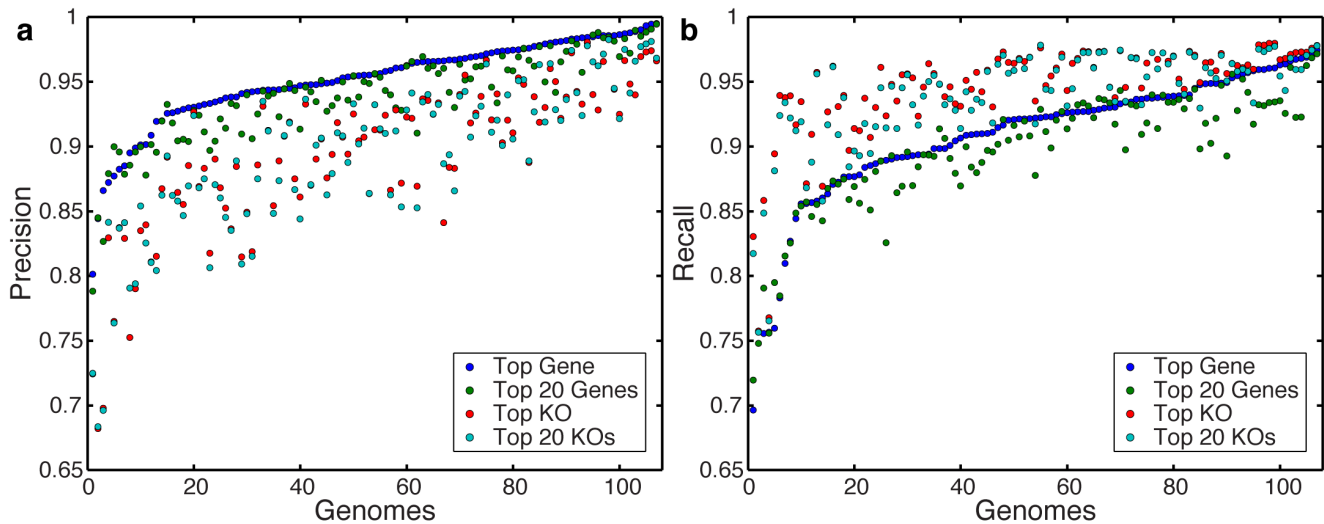 a
1
0.95
0.9
0.85
0.8
0.75
0.7
0.65
Precision
0
20
40
60
80
100
Genomes
Top Gene
Top 20 Genes
Top KO
Top 20 KOs
b
1
0.95
0.9
0.85
0.8
0.75
0.7
0.65
Recall
0
20
40
60
80
100
Genomes
Top Gene
Top 20 Genes
Top KO
Top 20 KOs